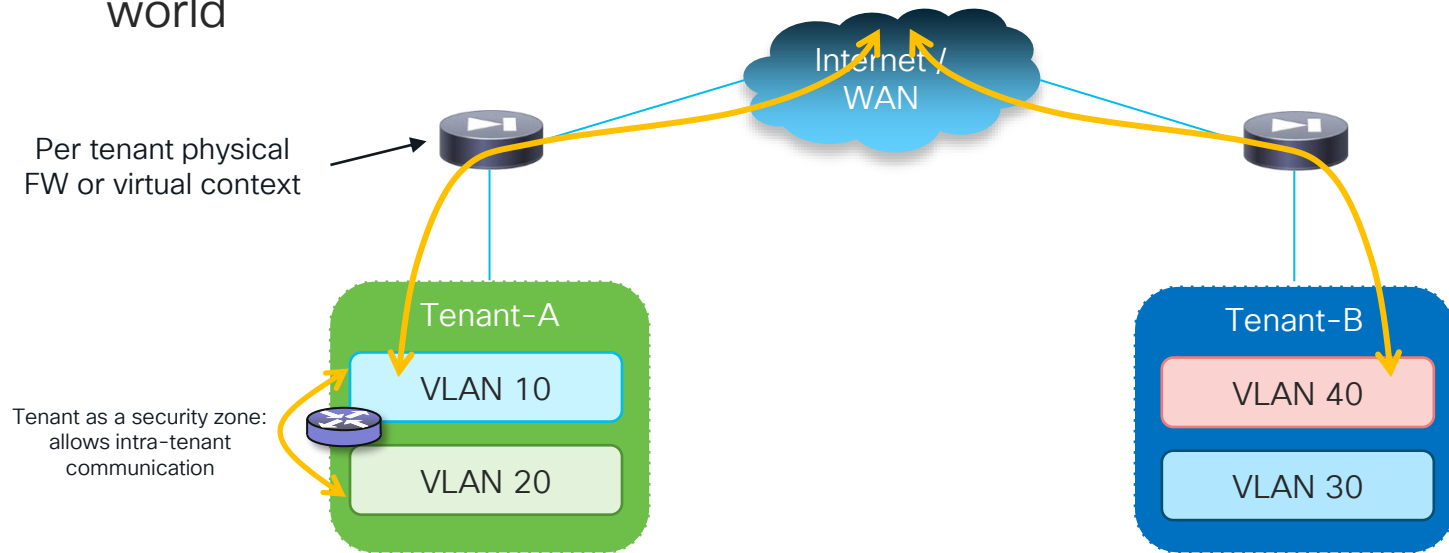 world
Internet /
WAN
Per tenant physical
FW or virtual context
Tenant-A
VLAN 10
VLAN 20
Tenant as a security zone:
allows intra-tenant
communication
Tenant-B
VLAN 40
VLAN 30